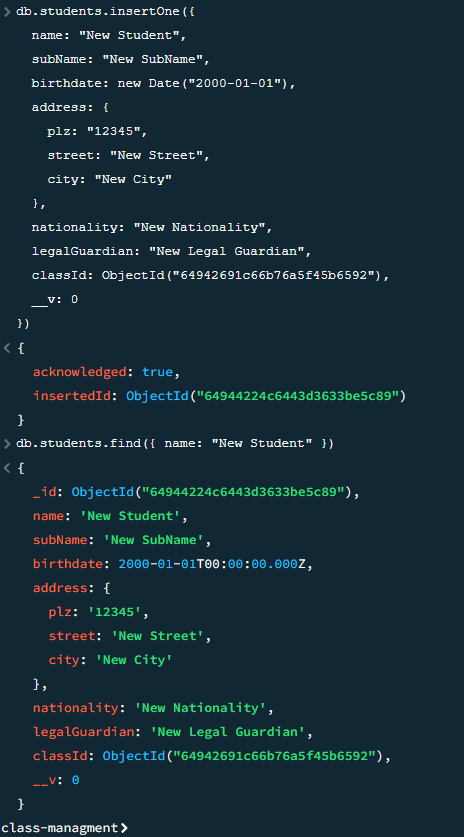 > db.students.insertOne({
name: "New Student",
subName: "New SubName",
birthdate: new Date("2000-01-01"),
address: {
plz: "12345",
street: "New Street",
city: "New City"
},
nationality: "New Nationality",
legalGuardian: "New Legal Guardian",
classId: ObjectId("64942691c66b76a5f45b6592"),
__v: 0
})
< {
acknowledged: true,
insertedId: ObjectId("64944224c6443d3633be5c89")
}
> db.students.find({ name: "New Student" })
< {
_id: ObjectId("64944224c6443d3633be5c89"),
name: 'New Student',
subName: 'New SubName',
birthdate: 2000-01-01T00:00:00.000Z,
address: {
plz: '12345',
street: 'New Street',
city: 'New City'
},
nationality: 'New Nationality',
legalGuardian: 'New Legal Guardian',
classId: ObjectId("64942691c66b76a5f45b6592"),
__v: 0
}
class-managment>